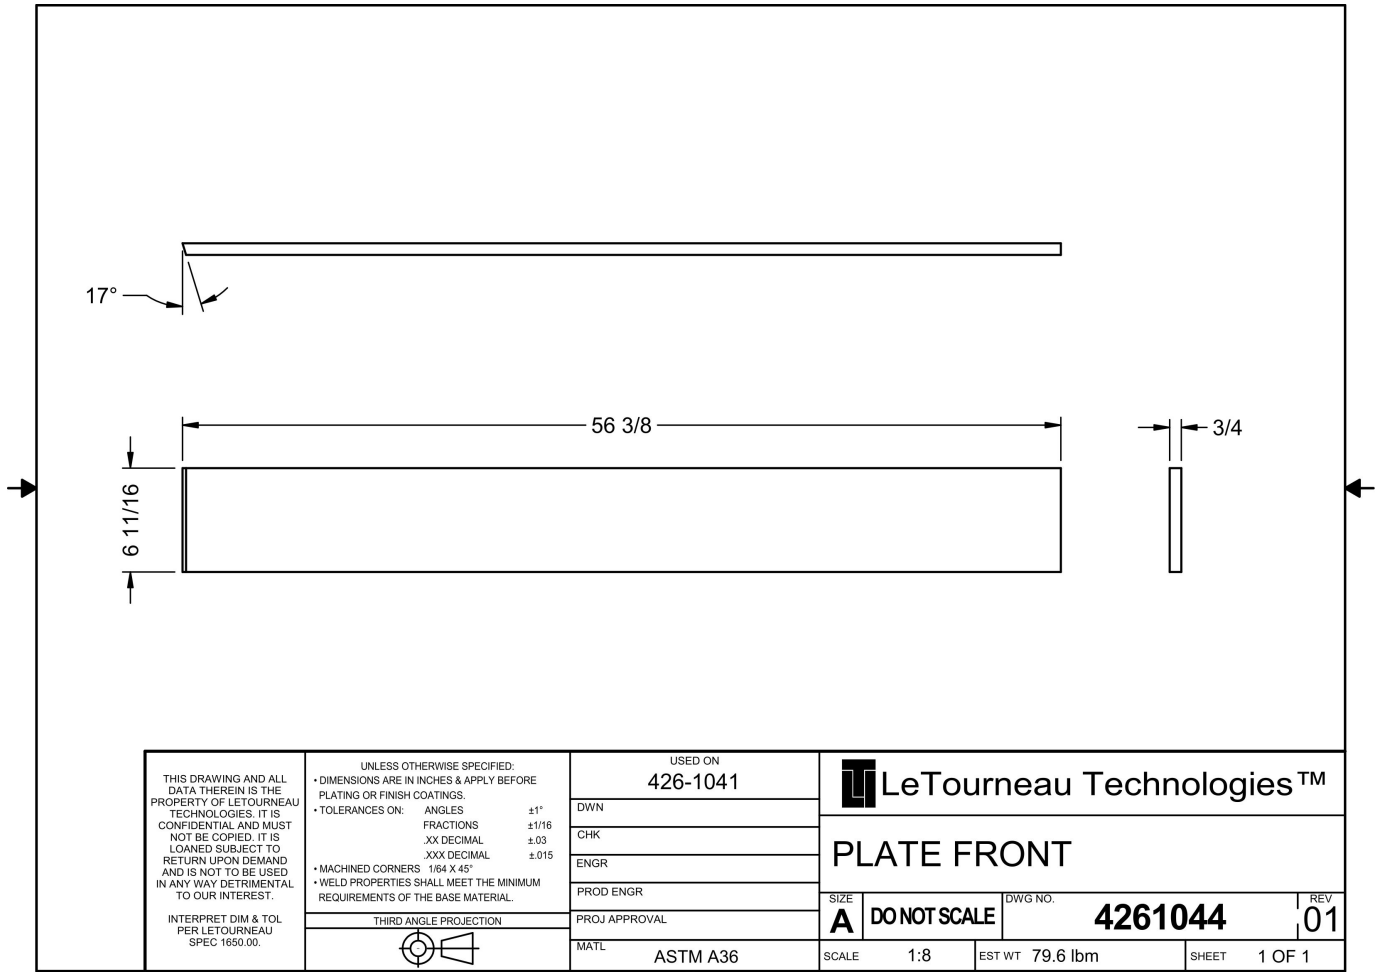 17°
56 3/8
3/4
6 11/16
THIS DRAWING AND ALL
DATA THEREIN IS THE
PROPERTY OF LETOURNEAU
TECHNOLOGIES. IT IS
CONFIDENTIAL AND MUST
NOT BE COPIED. IT IS
LOANED SUBJECT TO
RETURN UPON DEMAND
AND IS NOT TO BE USED
IN ANY WAY DETRIMENTAL
TO OUR INTEREST.
INTERPRET DIM & TOL
PER LETOURNEAU
SPEC 1650.00.
UNLESS OTHERWISE SPECIFIED:
• DIMENSIONS ARE IN INCHES & APPLY BEFORE
PLATING OR FINISH COATINGS.
• TOLERANCES ON: ANGLES ±1°
FRACTIONS ±1/16
.XX DECIMAL ±.03
.XXX DECIMAL ±.015
• MACHINED CORNERS 1/64 X 45°
• WELD PROPERTIES SHALL MEET THE MINIMUM
REQUIREMENTS OF THE BASE MATERIAL.
THIRD ANGLE PROJECTION
USED ON
426-1041
DWN
CHK
ENGR
PROD ENGR
PROJ APPROVAL
MATL
ASTM A36
LeTourneau Technologies™
PLATE FRONT
SIZE
A
DO NOT SCALE
DWG NO.
4261044
REV
01
SCALE 1:8
EST WT 79.6 lbm
SHEET 1 OF 1